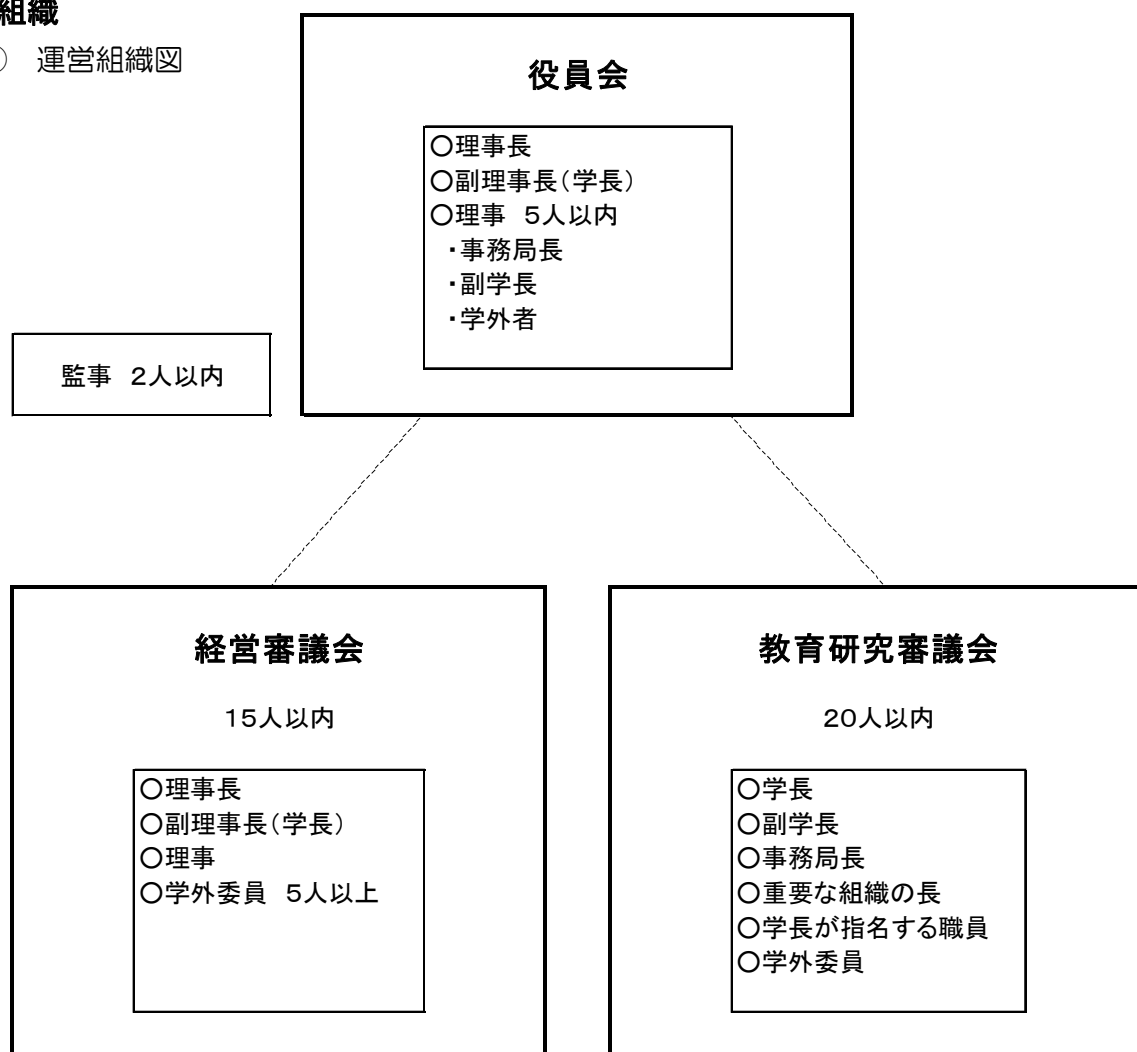 組織
運営組織図
役員会
○理事長
○副理事長(学長)
○理事 5人以内
・事務局長
・副学長
・学外者
監事 2人以内
経営審議会
15人以内
○理事長
○副理事長(学長)
○理事
○学外委員 5人以上
教育研究審議会
20人以内
○学長
○副学長
○事務局長
○重要な組織の長
○学長が指名する職員
○学外委員